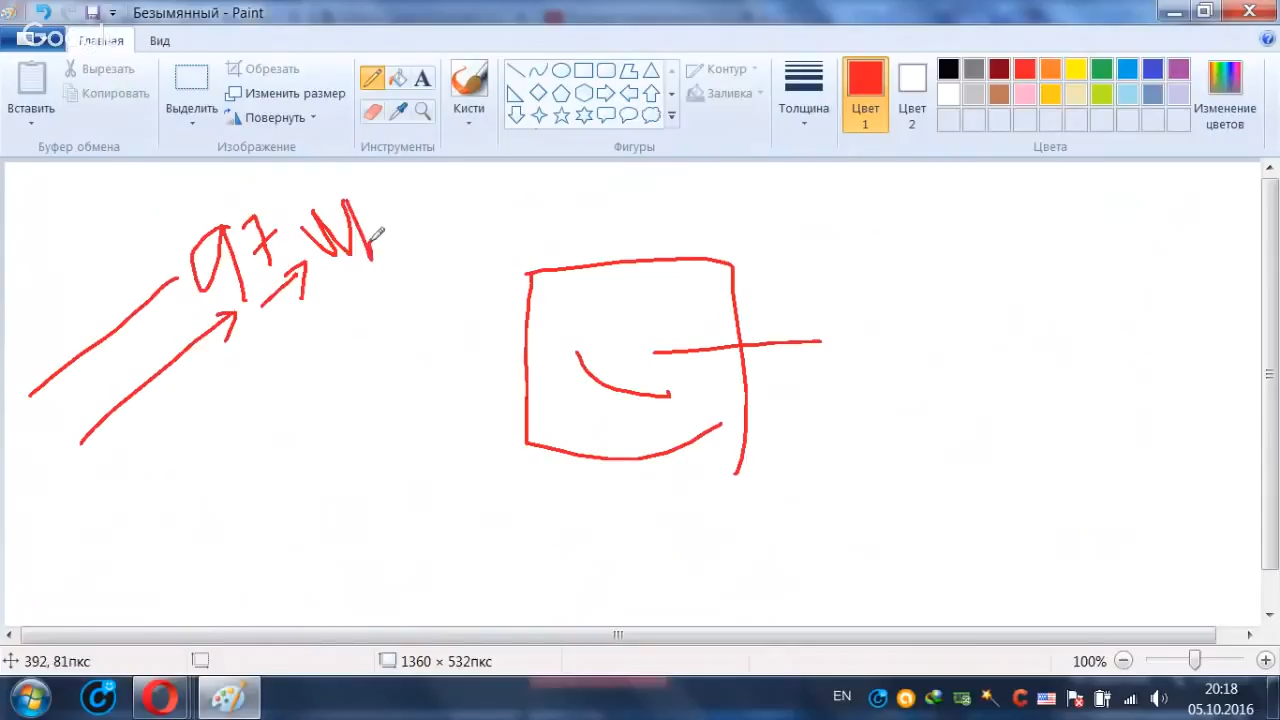 Безымянный - Paint
Google
Главная Вид
Вставить
Вырезать
Копировать
Буфер обмена
Выделить
Обрезать
Изменить размер
Повернуть
Изображение
Инструменты
Кисти
Фигуры
Контур
Заливка
Толщина
Цвет 1
Цвет 2
Изменение цветов
Цвета
97
392, 81пкс
1360 × 532пкс
100%
EN
20:18
05.10.2016